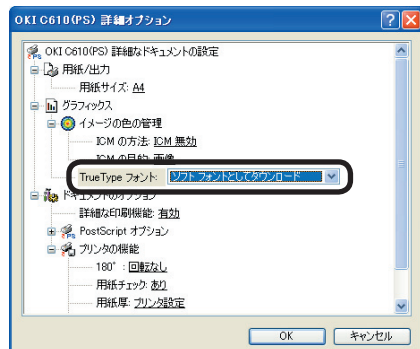 OKI C610(PS) 詳細オプション
OKI C610(PS) 詳細なドキュメントの設定
用紙/出力
用紙サイズ: A4
グラフィックス
イメージの色の管理
ICM の方法: ICM 無効
ICM の目的: 画像
TrueType フォント: ソフト フォントとしてダウンロード
ドキュメントのオプション
詳細な印刷機能: 有効
PostScript オプション
プリンタの機能
180° : 回転なし
用紙チェック: あり
用紙厚: プリンタ設定
OK キャンセル